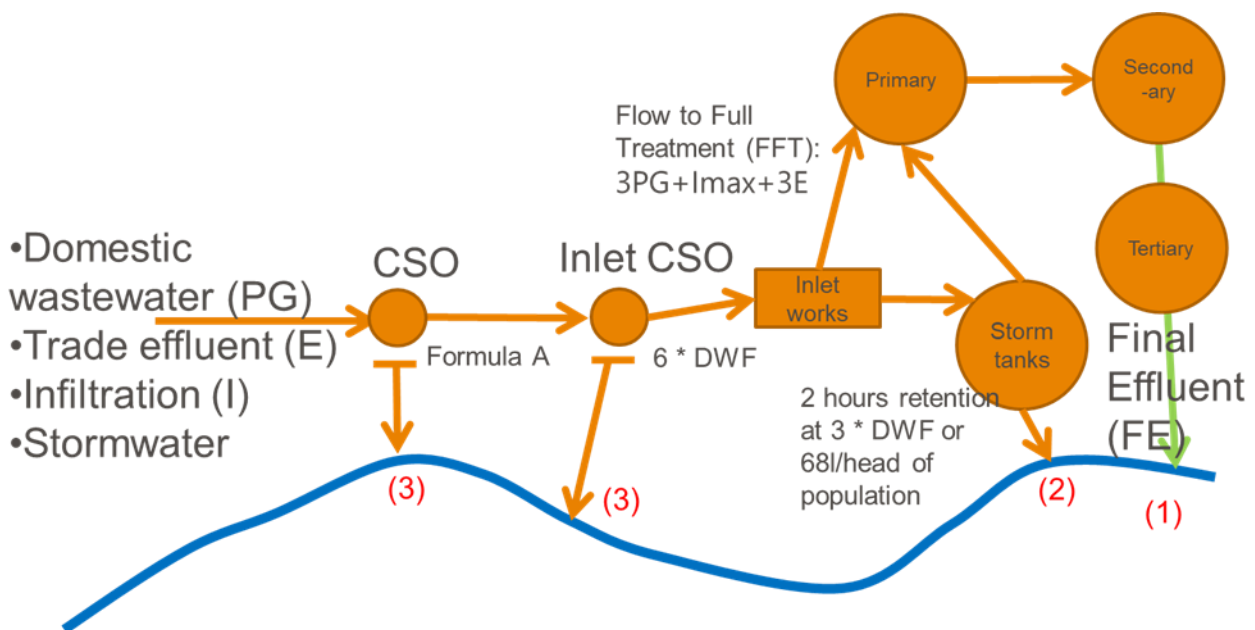 •Domestic
wastewater (PG)
•Trade effluent (E)
•Infiltration (I)
•Stormwater
CSO
Formula A
(3)
Inlet CSO
6 * DWF
(3)
Flow to Full
Treatment (FFT):
3PG+Imax+3E
Inlet
works
Primary
Second
-ary
Tertiary
Storm
tanks
2 hours retention
at 3 * DWF or
68l/head of
population
Final
Effluent
(FE)
(2)
(1)